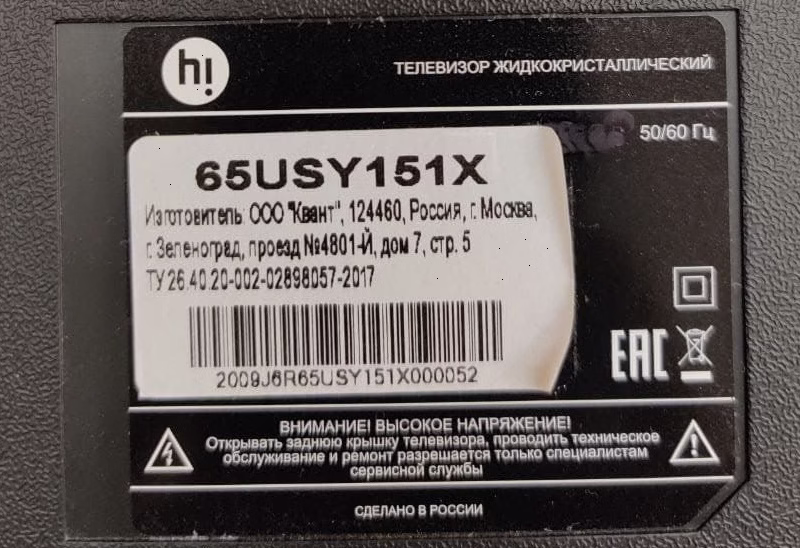 hi
ТЕЛЕВИЗОР ЖИДКОКРИСТАЛЛИЧЕСКИЙ
50/60 Гц
65USY151X
Изготовитель: ООО "Квант", 124460, Россия, г. Москва,
г. Зеленоград, проезд №4801-Й, дом 7, стр. 5
ТУ 26.40.20-002-02898057-2017
2009J6R65USY151X000052
EAC
ВНИМАНИЕ! ВЫСОКОЕ НАПРЯЖЕНИЕ!
Открывать заднюю крышку телевизора, проводить техническое
обслуживание и ремонт разрешается только специалистам
сервисной службы
СДЕЛАНО В РОССИИ